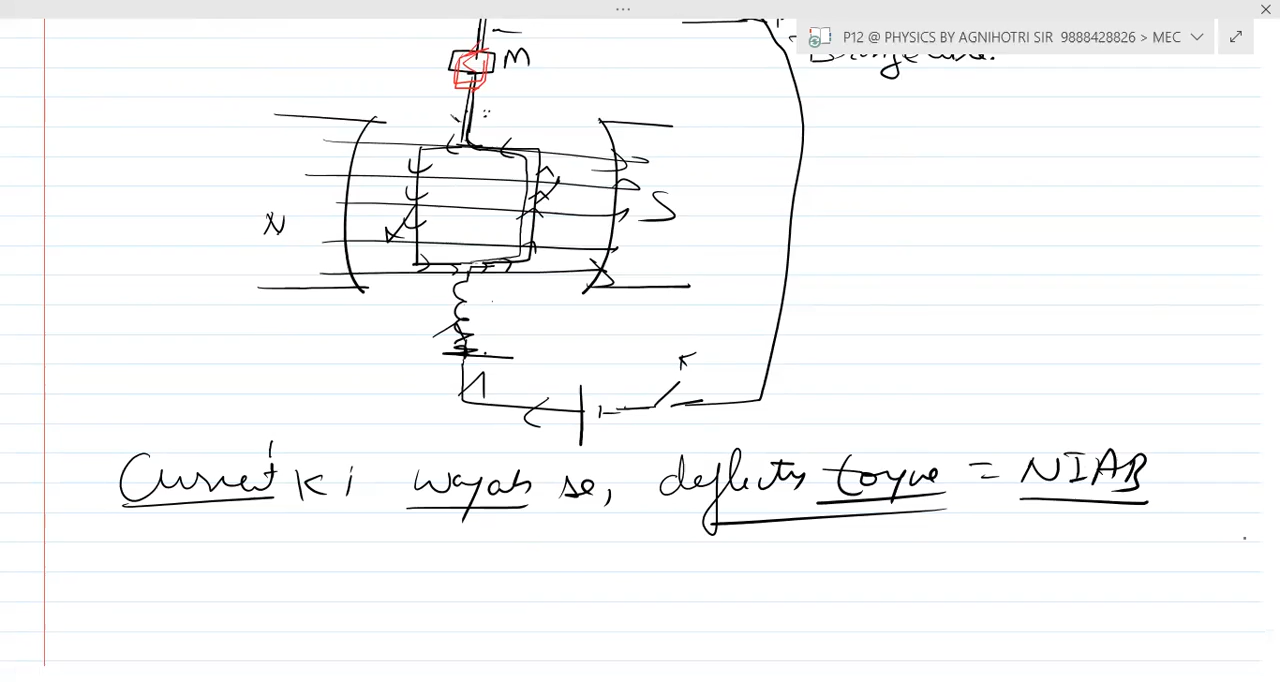 P12 @ PHYSICS BY AGNIHOTRI SIR 9888428826 > MEC
M
N
S
K
Current ki wajah se, deflecting torque = NIAB